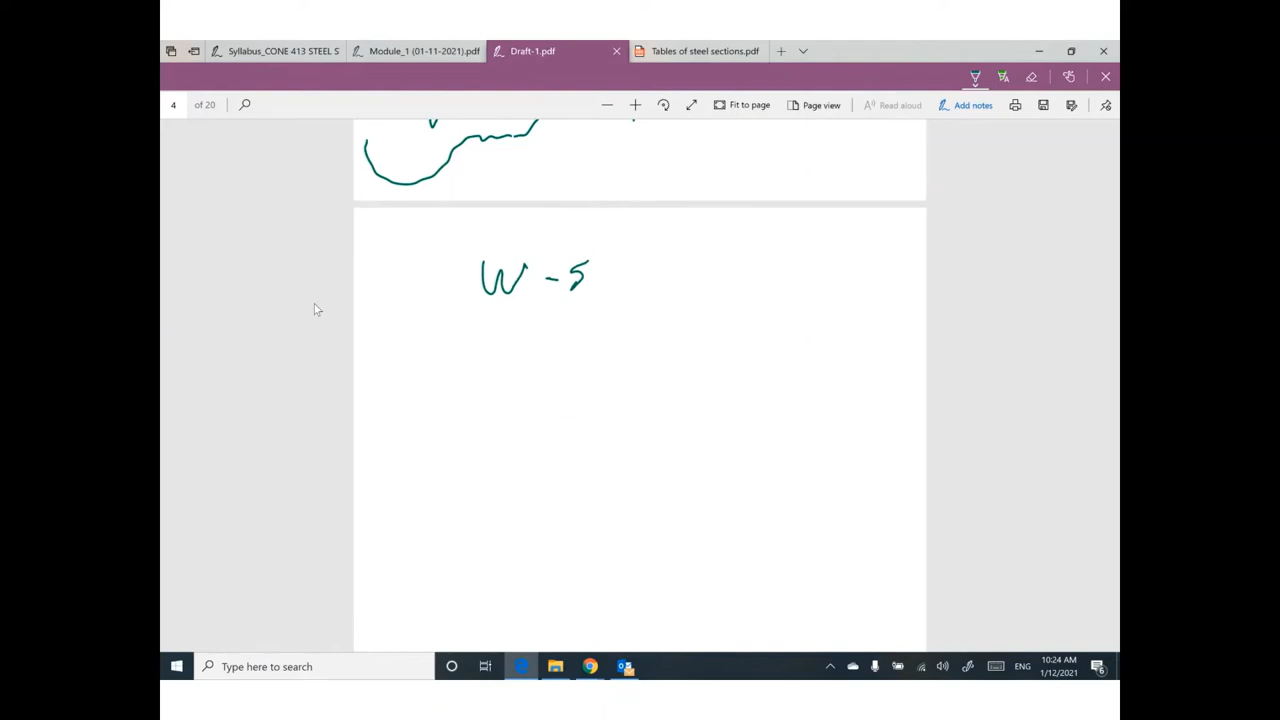 Syllabus_CONE 413 STEEL S
Module_1 (01-11-2021).pdf
Draft-1.pdf
Tables of steel sections.pdf
4 of 20
Fit to page
Page view
Read aloud
Add notes
W - 5
Type here to search
ENG
10:24 AM
1/12/2021
6